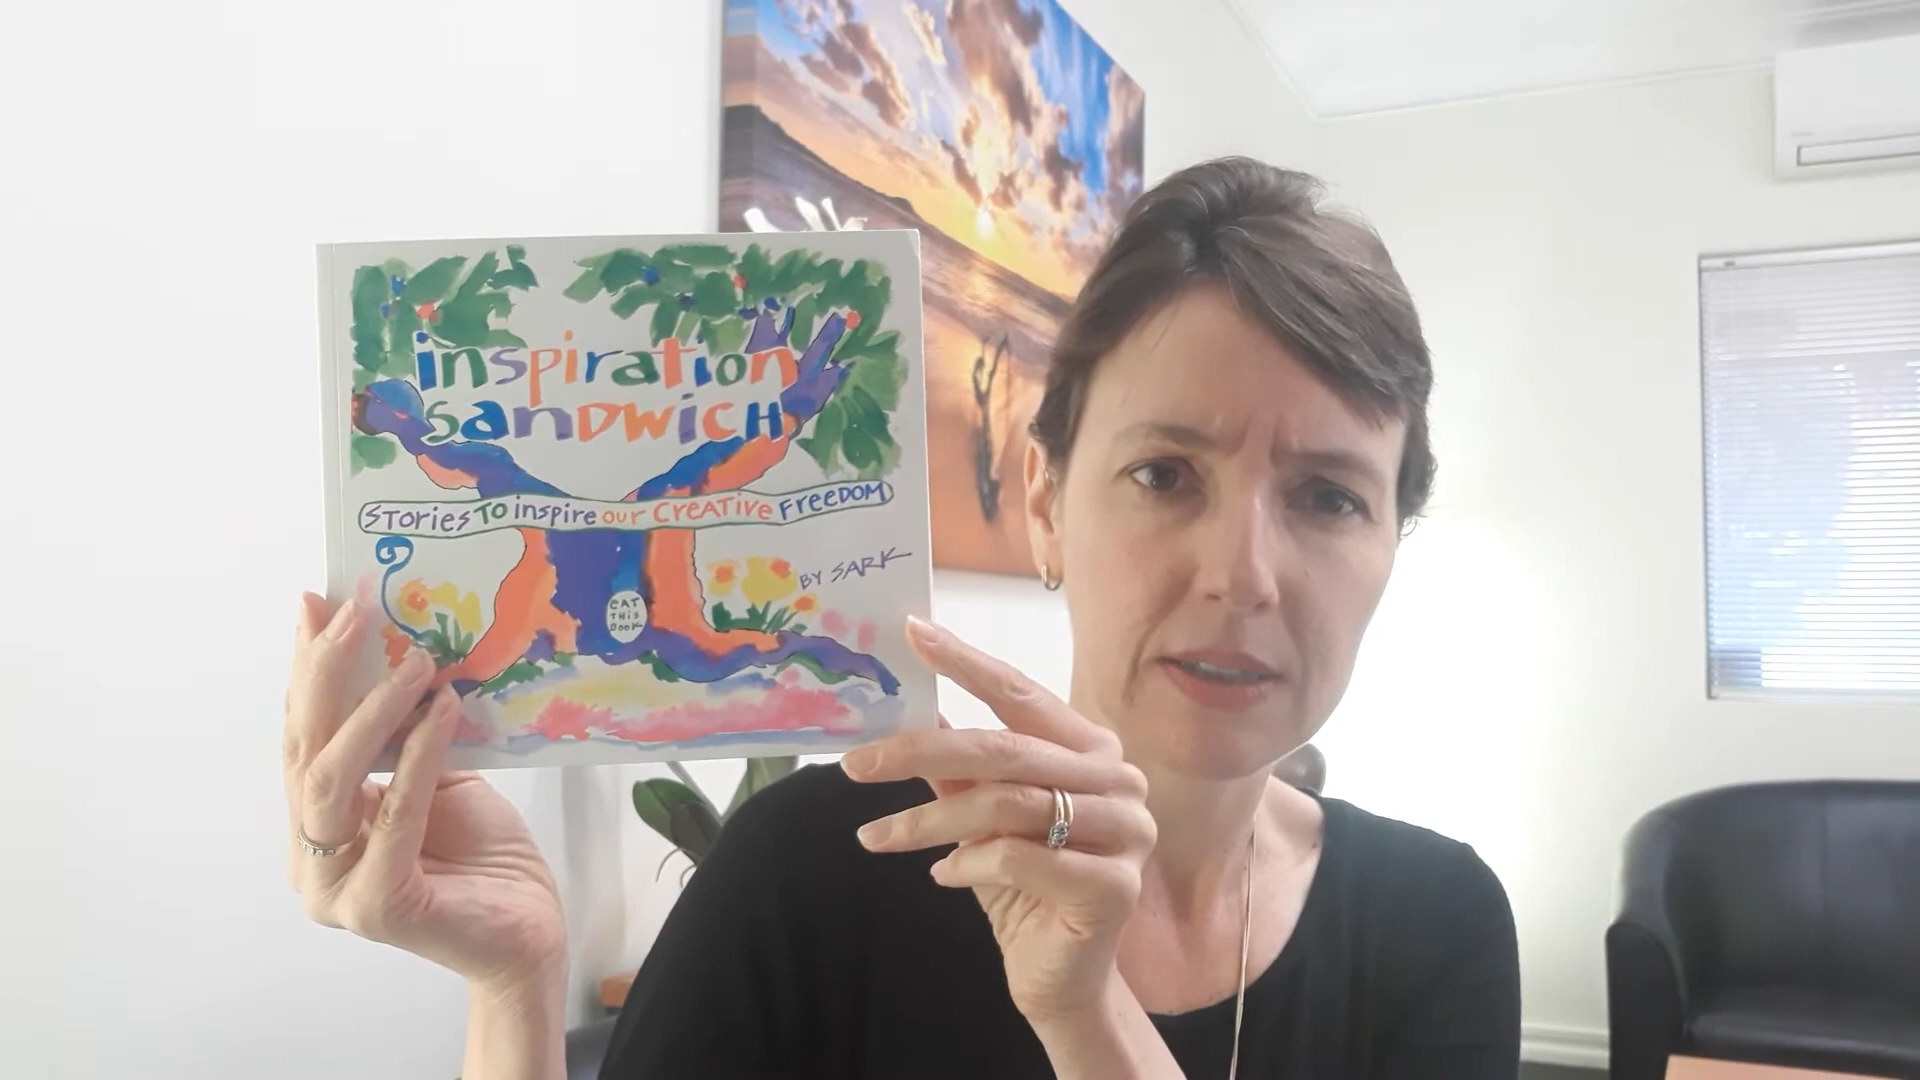 inspiration
SANDWICH
STORIES TO inspire our CREATIVE FREEDOM
BY SARK
EAT
THIS
BOOK